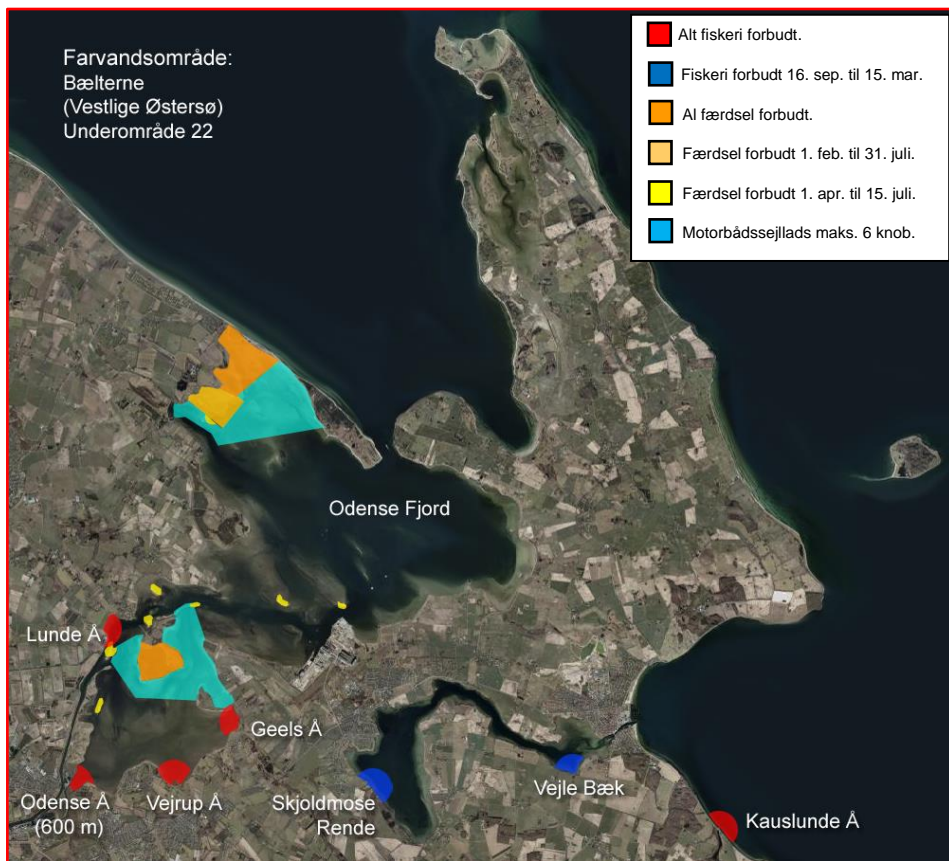 Farvandsområde:
Bælterne
(Vestlige Østersø)
Underområde 22
Alt fiskeri forbudt.
Fiskeri forbudt 16. sep. til 15. mar.
Al færdsel forbudt.
Færdsel forbudt 1. feb. til 31. juli.
Færdsel forbudt 1. apr. til 15. juli.
Motorbådssejllads maks. 6 knob.
Odense Fjord
Lunde Å
Geels Å
Odense Å
(600 m)
Vejrup Å
Skjoldmose
Rende
Vejle Bæk
Kauslunde Å